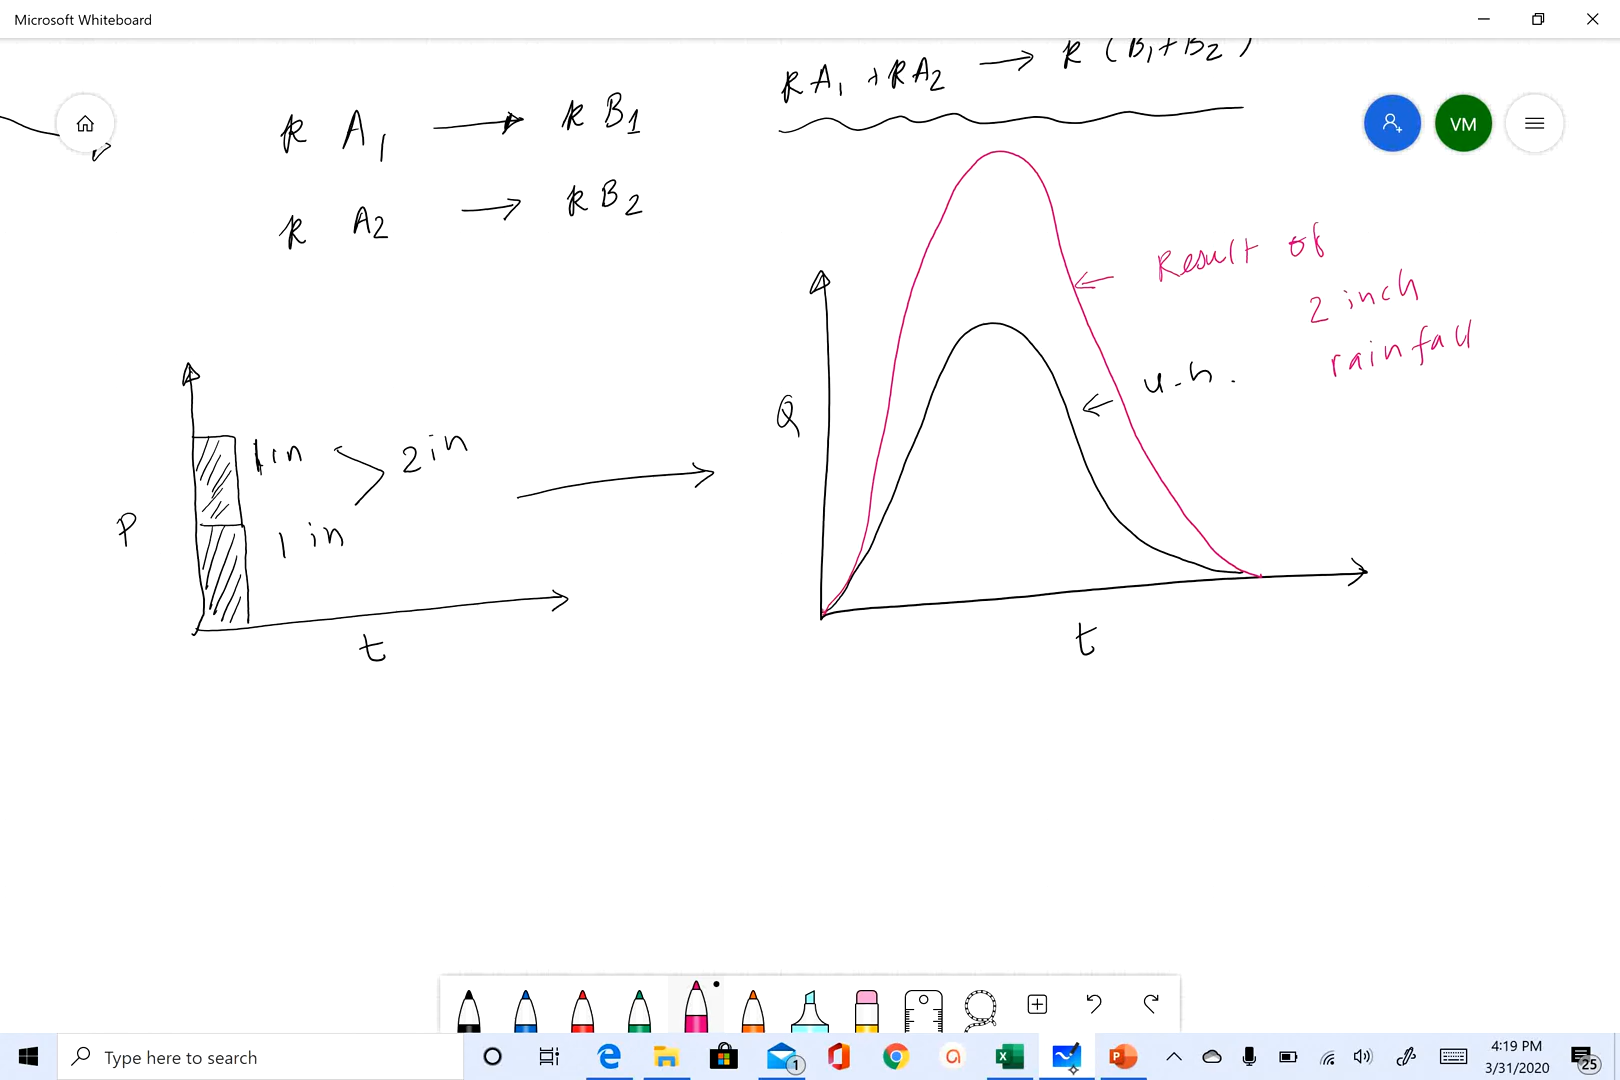 Microsoft Whiteboard
k A1 → k B1
k A2 → k B2
k A1 + k A2 → k (B1 + B2)
VM
P
1 in
1 in
2 in
t
Q
Result of
2 inch
rainfall
u.h.
t
Type here to search
1
4:19 PM
3/31/2020
25